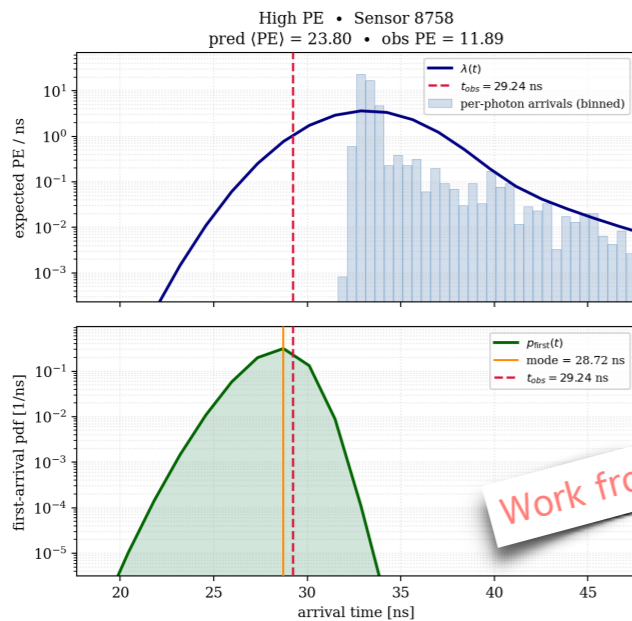 High PE • Sensor 8758
pred ⟨PE⟩ = 23.80 • obs PE = 11.89
λ(t)
t_obs = 29.24 ns
per-photon arrivals (binned)
expected PE / ns
10¹
10⁰
10⁻¹
10⁻²
10⁻³
p_first(t)
mode = 28.72 ns
t_obs = 29.24 ns
first-arrival pdf [1/ns]
10⁻¹
10⁻²
10⁻³
10⁻⁴
10⁻⁵
Work
20 25 30 35 40 45
arrival time [ns]